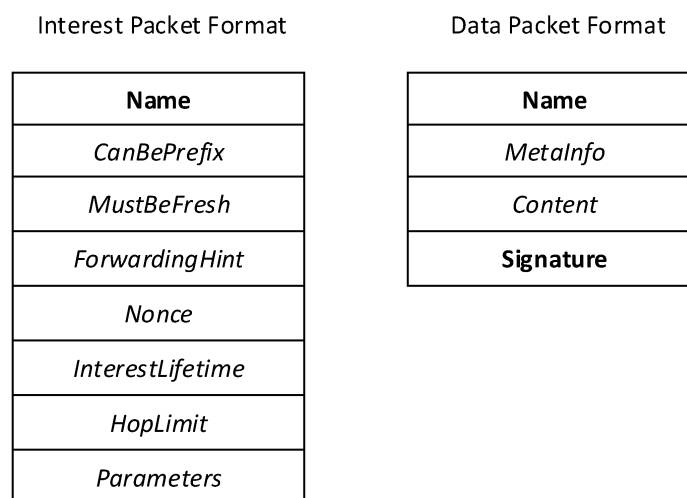 Interest Packet Format
Name
CanBePrefix
MustBeFresh
ForwardingHint
Nonce
InterestLifetime
HopLimit
Parameters
Data Packet Format
Name
MetaInfo
Content
Signature